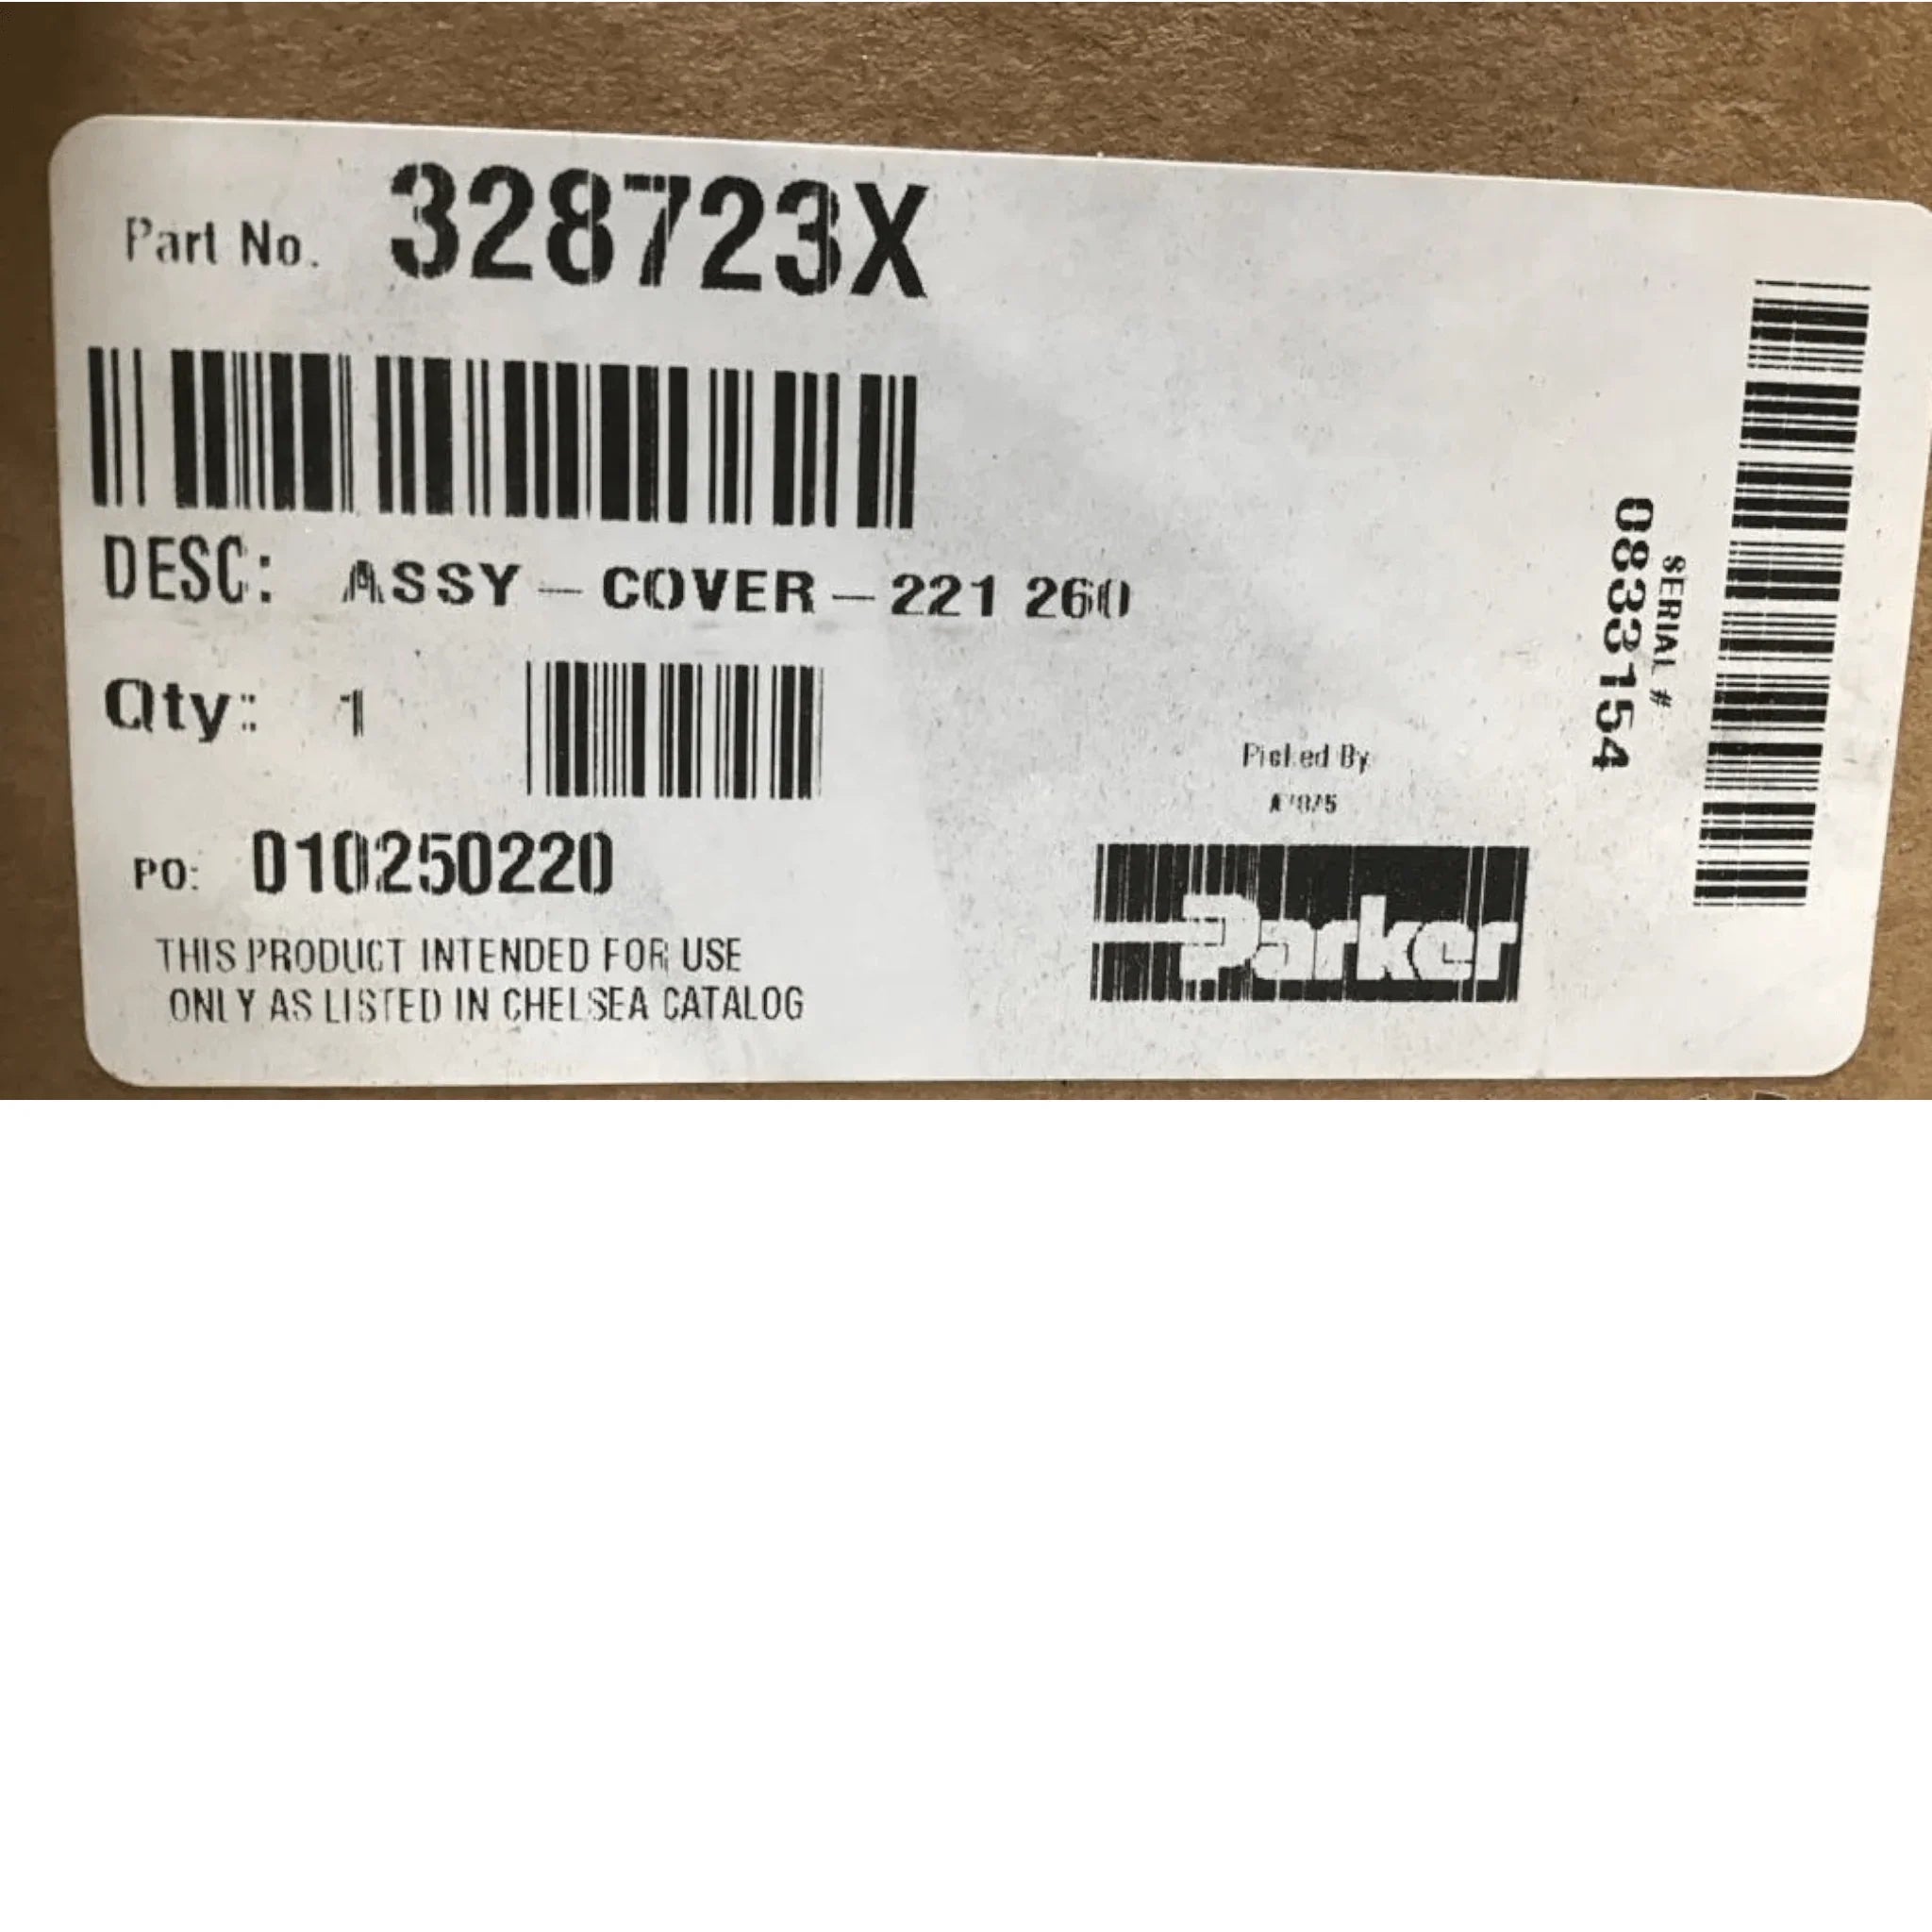 Part No. 328723X
DESC: ASSY-COVER-221 260
Qty: 1
PO: 010250220
THIS PRODUCT INTENDED FOR USE
ONLY AS LISTED IN CHELSEA CATALOG
Picked By
Parker
SERIAL #
0833154